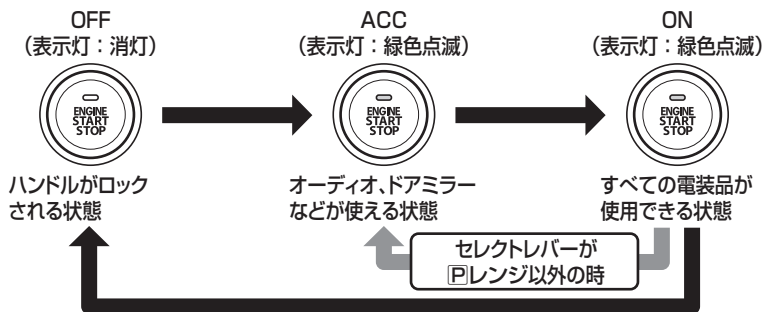 OFF
（表示灯：消灯）
ACC
（表示灯：緑色点滅）
ON
（表示灯：緑色点滅）
ENGINE
START
STOP
ENGINE
START
STOP
ENGINE
START
STOP
ハンドルがロック
される状態
オーディオ、ドアミラー
などが使える状態
すべての電装品が
使用できる状態
セレクトレバーが
Pレンジ以外の時